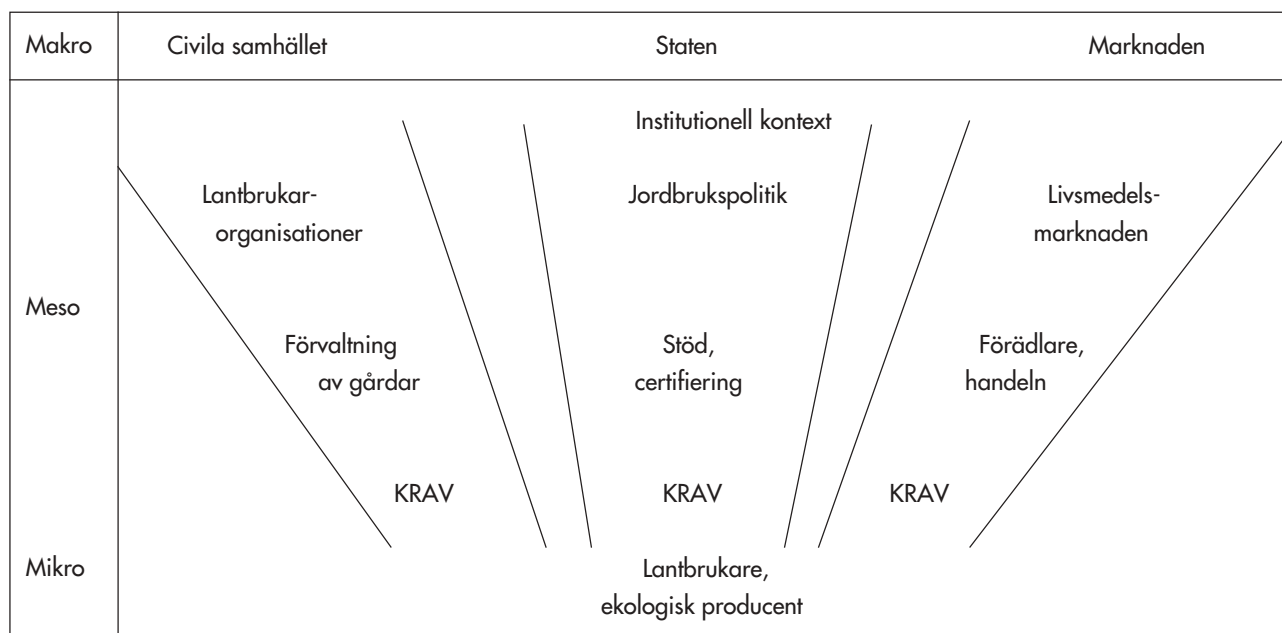 Makro
Civila samhället
Staten
Marknaden
Institutionell kontext
Lantbrukar-
organisationer
Jordbrukspolitik
Livsmedels-
marknaden
Meso
Förvaltning
av gårdar
Stöd,
certifiering
Förädlare,
handeln
KRAV
KRAV
KRAV
Mikro
Lantbrukare,
ekologisk producent